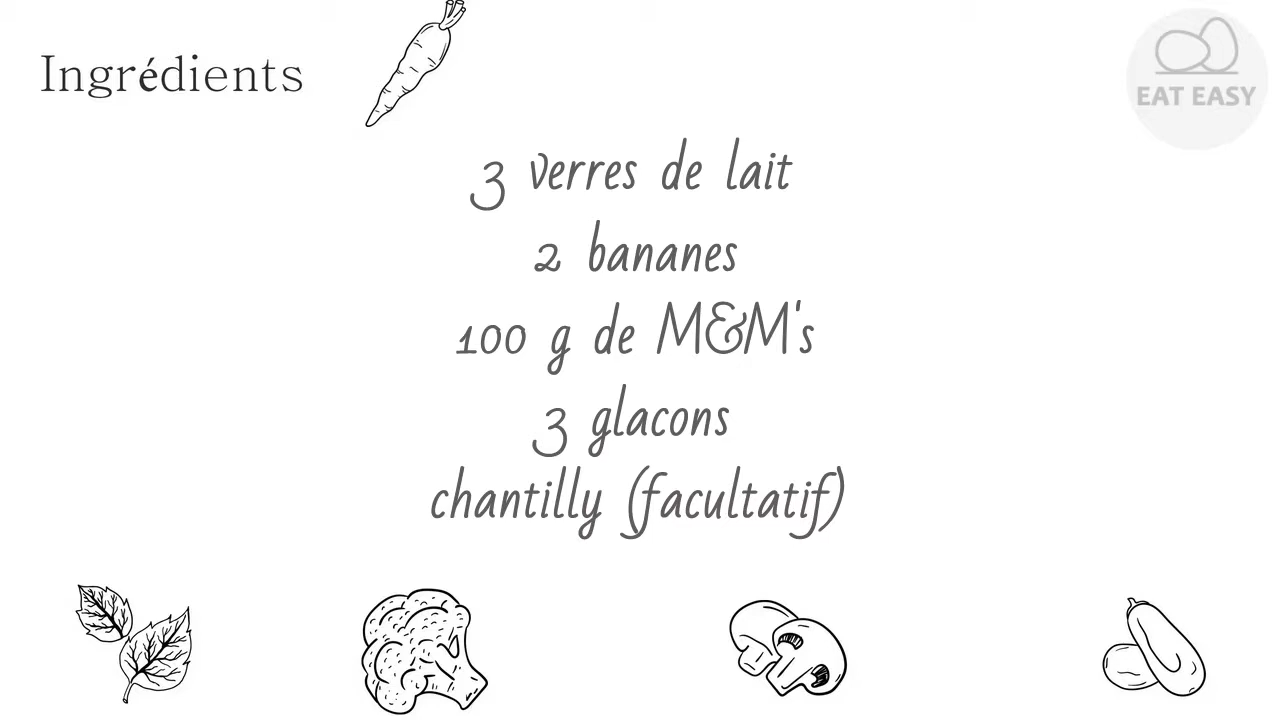 Ingrédients
EAT EASY
3 verres de lait
2 bananes
100 g de M&M's
3 glacons
chantilly (facultatif)